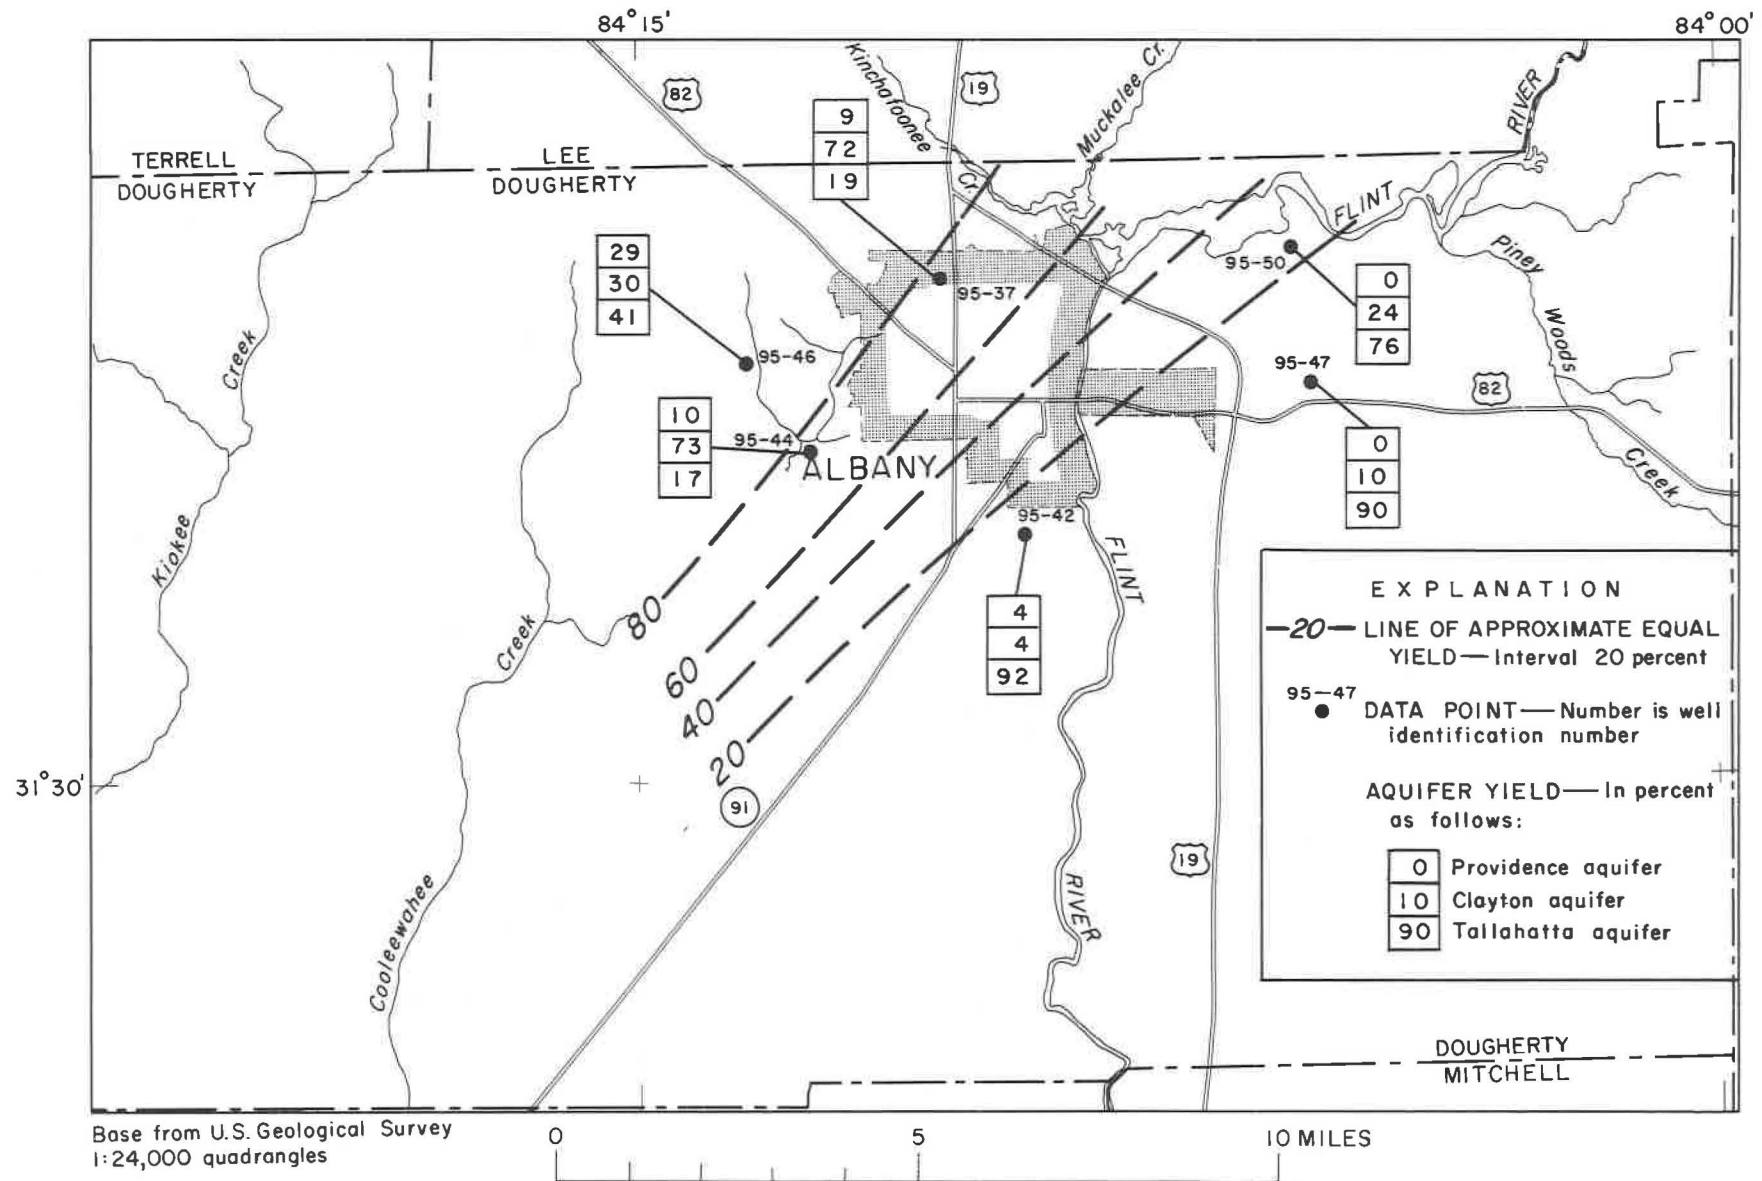 84°15'
84°00'
82
19
Kinchafoonee
Cr.
Muckalee Cr.
RIVER
TERRELL
DOUGHERTY
LEE
DOUGHERTY
9
72
19
FLINT
Piney
Woods
Creek
29
30
41
95-50
95-37
0
24
76
Creek
95-46
95-47
82
10
73
17
95-44
ALBANY
0
10
90
95-42
Kiokee
FLINT
4
4
92
80
60
40
20
Creek
31°30'
91
19
Cooleewahee
RIVER
EXPLANATION
—20— LINE OF APPROXIMATE EQUAL
YIELD — Interval 20 percent
95-47
DATA POINT — Number is well
identification number
AQUIFER YIELD — In percent
as follows:
0 Providence aquifer
10 Clayton aquifer
90 Tallahatta aquifer
DOUGHERTY
MITCHELL
Base from U.S. Geological Survey
1:24,000 quadrangles
0 5 10 MILES